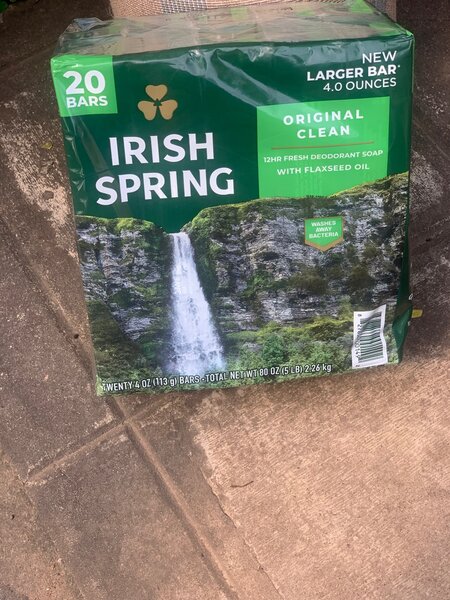 20
BARS
NEW
LARGER BAR*
4.0 OUNCES
IRISH
SPRING
ORIGINAL
CLEAN
12HR FRESH DEODORANT SOAP
WITH FLAXSEED OIL
WASHES
AWAY
BACTERIA
TWENTY 4 OZ (113 g) BARS - TOTAL NET WT 80 OZ (5 LB) 2.26 kg